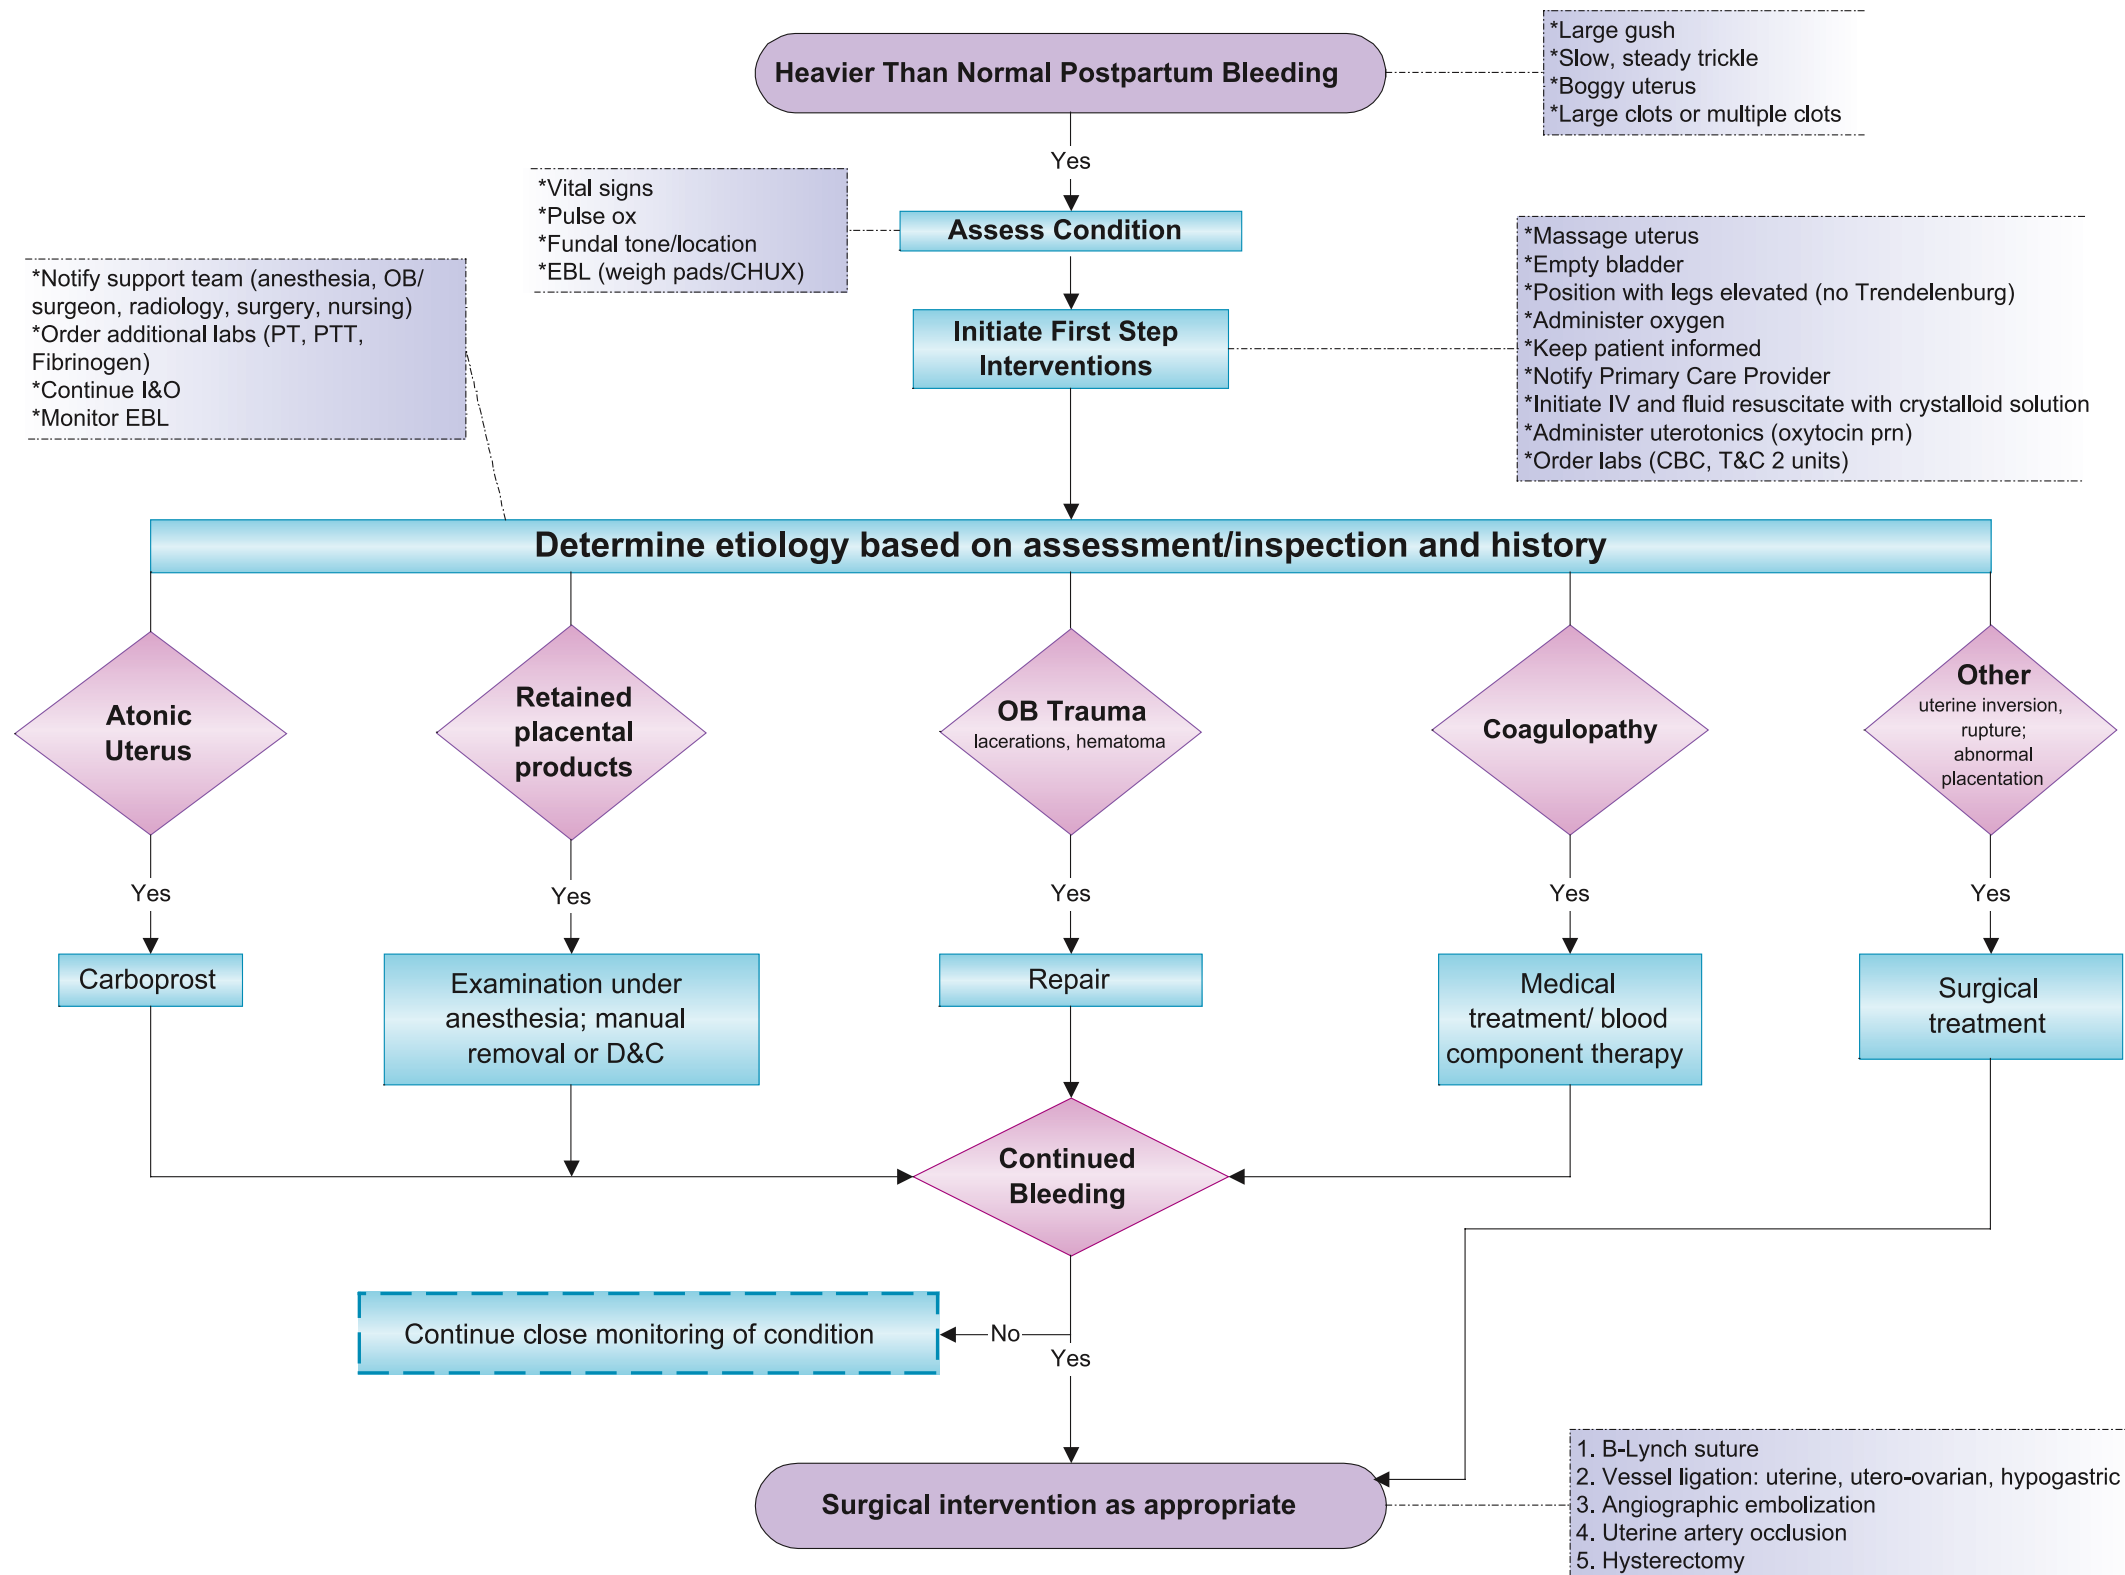 Heavier Than Normal Postpartum Bleeding
*Large gush
*Slow, steady trickle
*Boggy uterus
*Large clots or multiple clots
Yes
*Vital signs
*Pulse ox
*Fundal tone/location
*EBL (weigh pads/CHUX)
Assess Condition
*Notify support team (anesthesia, OB/
surgeon, radiology, surgery, nursing)
*Order additional labs (PT, PTT,
Fibrinogen)
*Continue I&O
*Monitor EBL
Initiate First Step
Interventions
*Massage uterus
*Empty bladder
*Position with legs elevated (no Trendelenburg)
*Administer oxygen
*Keep patient informed
*Notify Primary Care Provider
*Initiate IV and fluid resuscitate with crystalloid solution
*Administer uterotonics (oxytocin prn)
*Order labs (CBC, T&C 2 units)
Determine etiology based on assessment/inspection and history
Atonic
Uterus
Retained
placental
products
OB Trauma
lacerations, hematoma
Coagulopathy
Other
uterine inversion,
rupture;
abnormal
placentation
Yes
Yes
Yes
Yes
Yes
Carboprost
Examination under
anesthesia; manual
removal or D&C
Repair
Medical
treatment/ blood
component therapy
Surgical
treatment
Continued
Bleeding
Continue close monitoring of condition
No
Yes
Surgical intervention as appropriate
1. B-Lynch suture
2. Vessel ligation: uterine, utero-ovarian, hypogastric
3. Angiographic embolization
4. Uterine artery occlusion
5. Hysterectomy